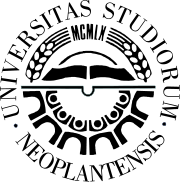 UNIVERSITAS STUDIORUM
MCMLX
· NEOPLANTENSIS ·